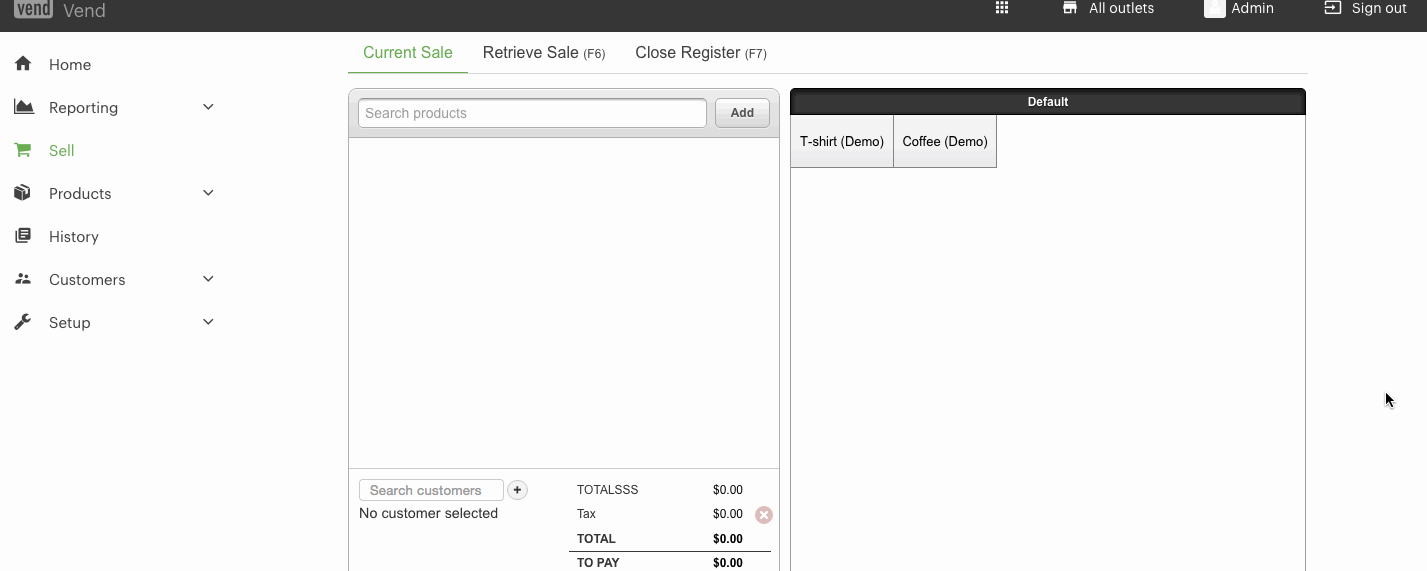 vend Vend
All outlets
Admin
Sign out
Home
Reporting
Sell
Products
History
Customers
Setup
Current Sale
Retrieve Sale (F6)
Close Register (F7)
Search products
Add
Default
T-shirt (Demo)
Coffee (Demo)
Search customers
+
No customer selected
TOTALSSS $0.00
Tax $0.00
TOTAL $0.00
TO PAY $0.00